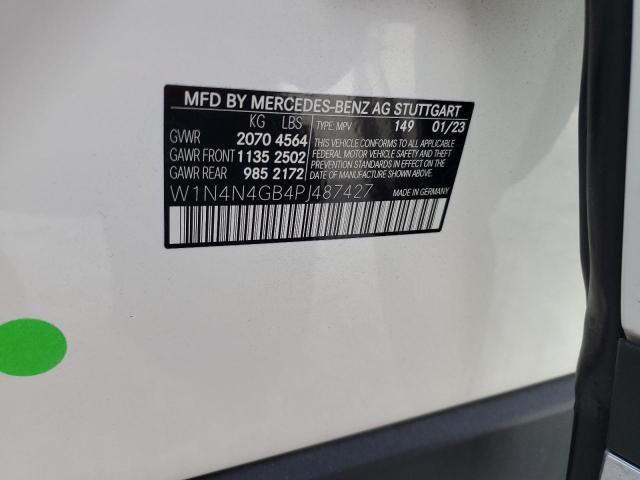 MFD BY MERCEDES-BENZ AG STUTTGART
KG LBS TYPE: MPV 149 01/23
GVWR 2070 4564 THIS VEHICLE CONFORMS TO ALL APPLICABLE
GAWR FRONT 1135 2502 FEDERAL MOTOR VEHICLE SAFETY AND
GAWR REAR 985 2172 THEFT PREVENTION STANDARDS IN EFFECT ON THE DATE OF MANUFACTURE SHOWN ABOVE.
W1N4N4GB4PJ487427 MADE IN GERMANY